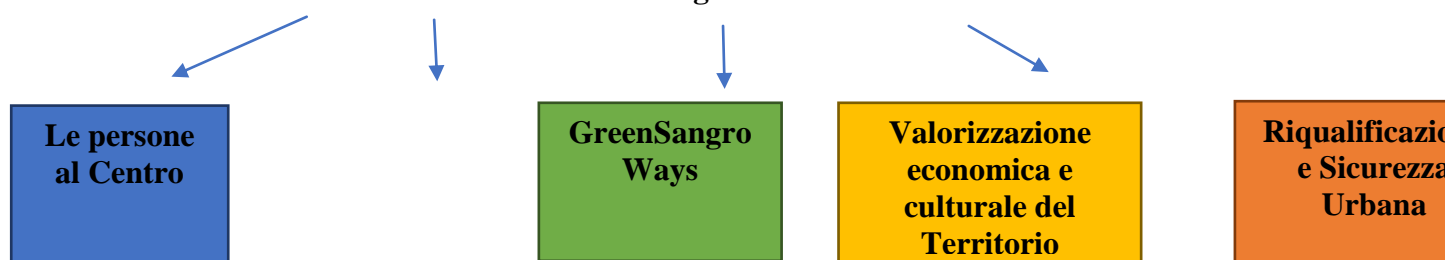 Le persone
al Centro
GreenSangro
Ways
Valorizzazione
economica e
culturale del
Territorio
e Sicurezza
Urbana